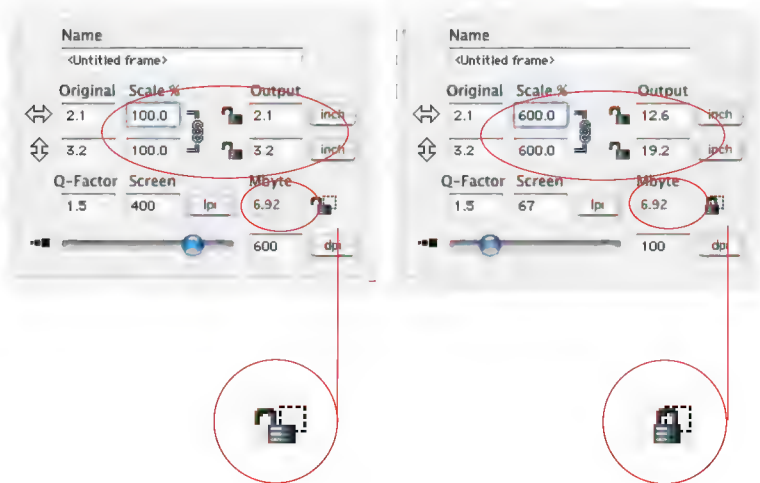 Name
<Untitled frame>
Original Scale % Output
2.1 100.0 2.1 inch
3.2 100.0 3.2 inch
Q-Factor Screen Mbyte
1.5 400 lpi 6.92
600 dpi
Name
<Untitled frame>
Original Scale % Output
2.1 600.0 12.6 inch
3.2 600.0 19.2 inch
Q-Factor Screen Mbyte
1.5 67 lpi 6.92
100 dpi